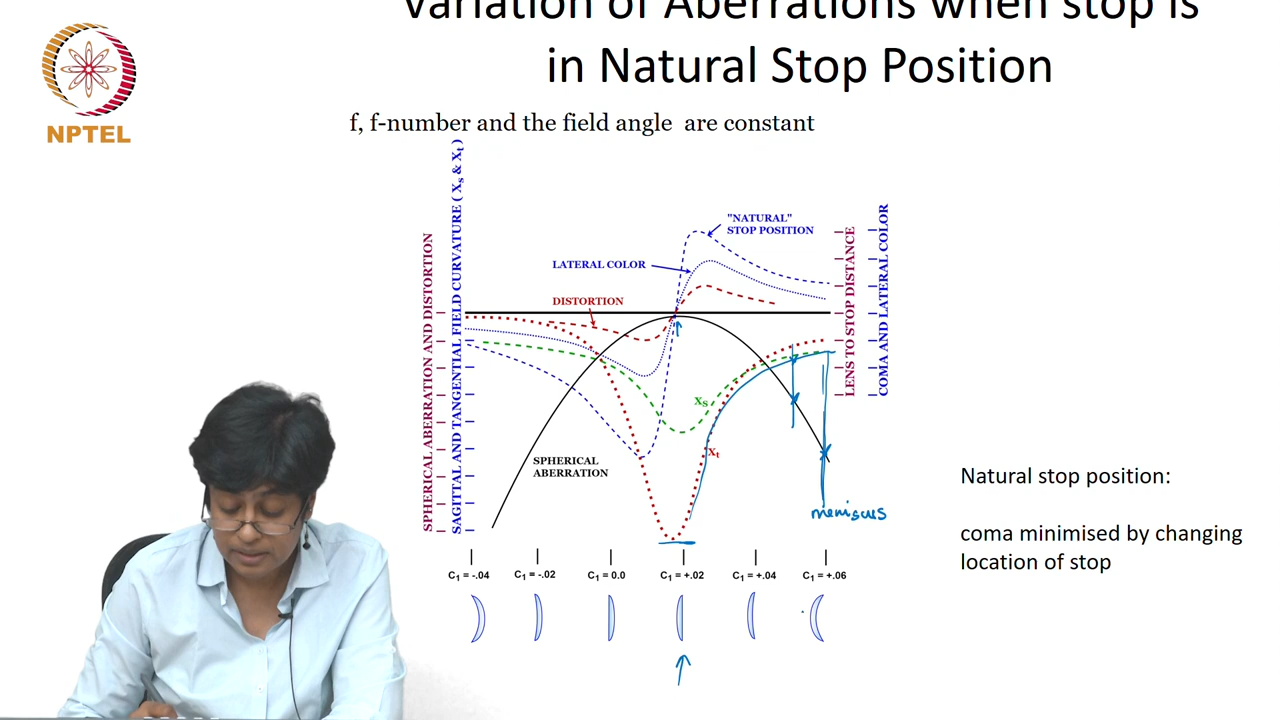 Variation of Aberrations when stop is
in Natural Stop Position
NPTEL
f, f-number and the field angle are constant
SPHERICAL ABERRATION AND DISTORTION
SAGITTAL AND TANGENTIAL FIELD CURVATURE ( Xs & Xt )
"NATURAL"
STOP POSITION
LATERAL COLOR
DISTORTION
Xs
Xt
SPHERICAL
ABERRATION
LENS TO STOP DISTANCE
COMA AND LATERAL COLOR
meniscus
C1 = -.04
C1 = -.02
C1 = 0.0
C1 = +.02
C1 = +.04
C1 = +.06
Natural stop position:
coma minimised by changing
location of stop